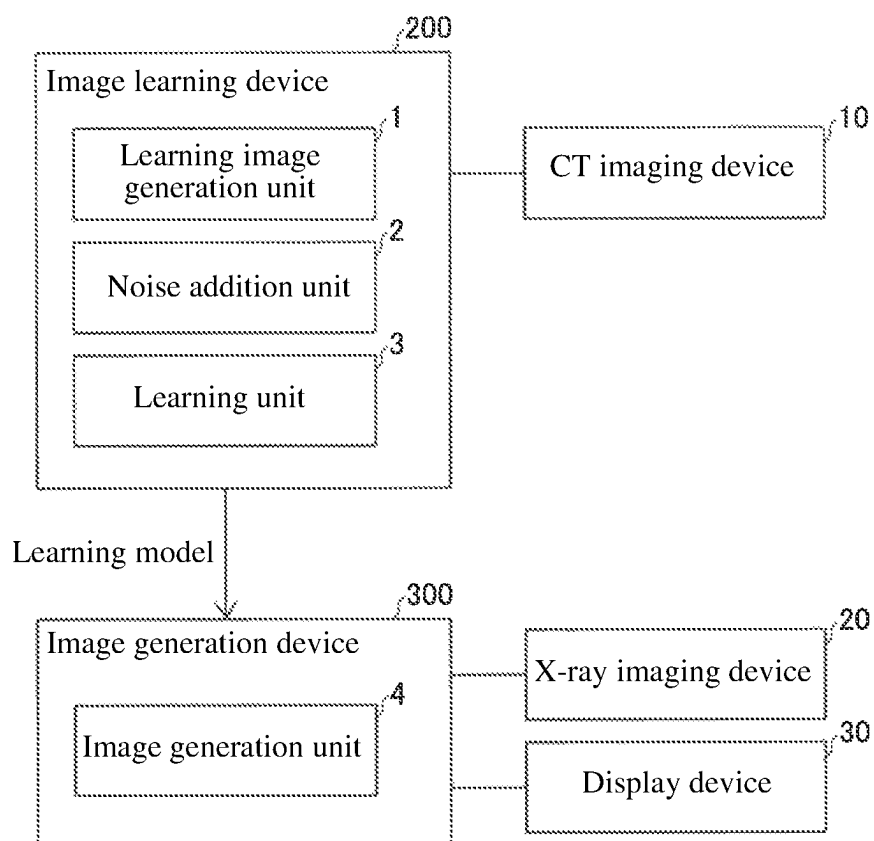 200
Image learning device
1
Learning image
generation unit
10
CT imaging device
2
Noise addition unit
3
Learning unit
Learning model
300
Image generation device
20
X-ray imaging device
4
Image generation unit
30
Display device